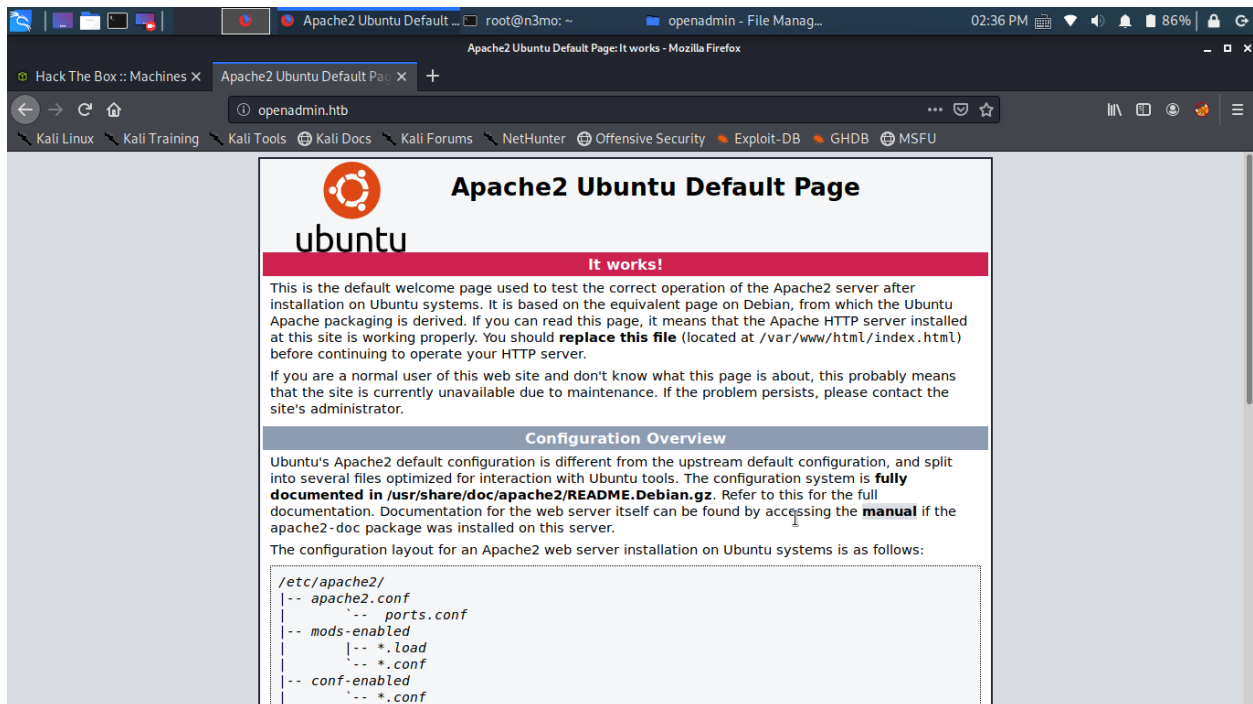 Apache2 Ubuntu Default ... root@n3mo: ~ openadmin - File Manag... 02:36 PM 86%
Apache2 Ubuntu Default Page: It works - Mozilla Firefox
Hack The Box :: Machines Apache2 Ubuntu Default Pag
openadmin.htb
Kali Linux Kali Training Kali Tools Kali Docs Kali Forums NetHunter Offensive Security Exploit-DB GHDB MSFU
Apache2 Ubuntu Default Page
ubuntu
It works!
This is the default welcome page used to test the correct operation of the Apache2 server after
installation on Ubuntu systems. It is based on the equivalent page on Debian, from which the Ubuntu
Apache packaging is derived. If you can read this page, it means that the Apache HTTP server installed
at this site is working properly. You should replace this file (located at /var/www/html/index.html)
before continuing to operate your HTTP server.
If you are a normal user of this web site and don't know what this page is about, this probably means
that the site is currently unavailable due to maintenance. If the problem persists, please contact the
site's administrator.
Configuration Overview
Ubuntu's Apache2 default configuration is different from the upstream default configuration, and split
into several files optimized for interaction with Ubuntu tools. The configuration system is fully
documented in /usr/share/doc/apache2/README.Debian.gz. Refer to this for the full
documentation. Documentation for the web server itself can be found by accessing the manual if the
apache2-doc package was installed on this server.
The configuration layout for an Apache2 web server installation on Ubuntu systems is as follows:
/etc/apache2/
|-- apache2.conf
|       `--  ports.conf
|-- mods-enabled
|       |-- *.load
|       `-- *.conf
|-- conf-enabled
|       `-- *.conf